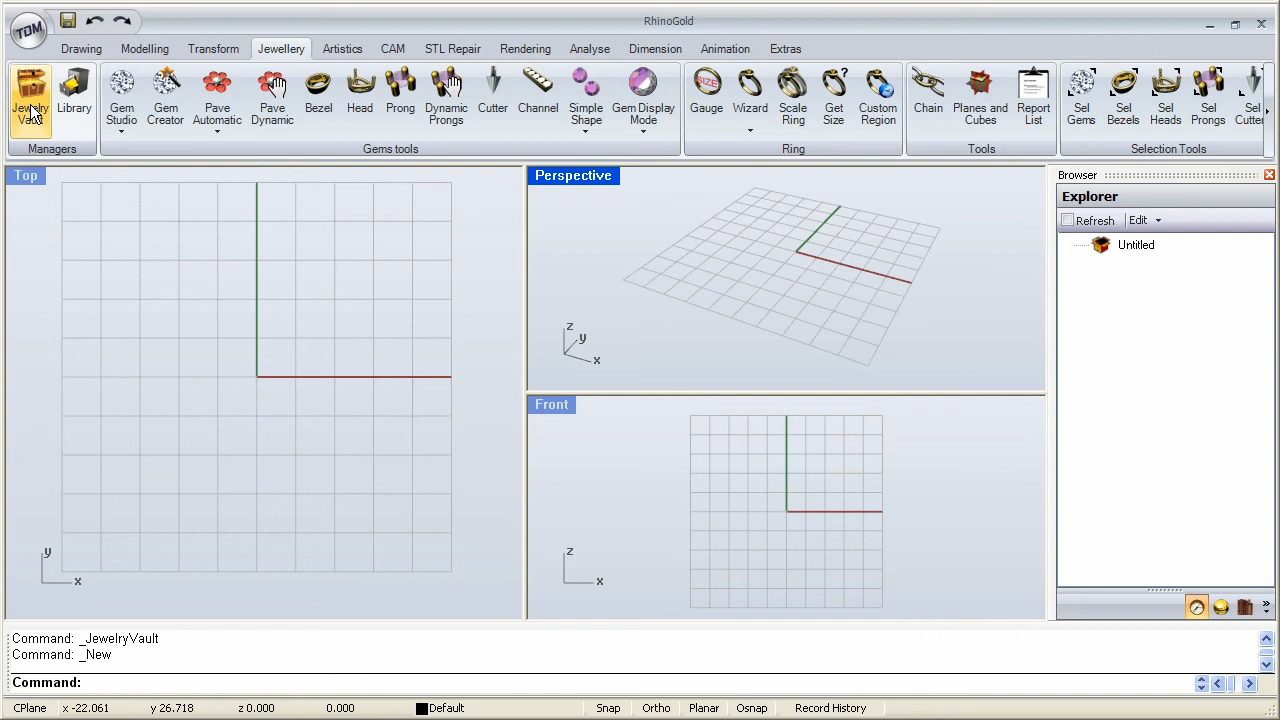 RhinoGold
TDM
Drawing Modelling Transform Jewellery Artistics CAM STL Repair Rendering Analyse Dimension Animation Extras
Jewelry Vault Library Gem Studio Gem Creator Pave Automatic Pave Dynamic Bezel Head Prong Dynamic Prongs Cutter Channel Simple Shape Gem Display Mode SIZE Gauge Wizard Scale Ring Get Size Custom Region Chain Planes and Cubes Report List Sel Gems Sel Bezels Sel Heads Sel Prongs Sel Cutte
Managers Gems tools Ring Tools Selection Tools
Top
Perspective
Browser
Explorer
Refresh Edit
Untitled
z
y
x
Front
y
x
z
x
Command: _JewelryVault
Command: _New
Command:
CPlane x -22.061 y 26.718 z 0.000 0.000 Default Snap Ortho Planar Osnap Record History